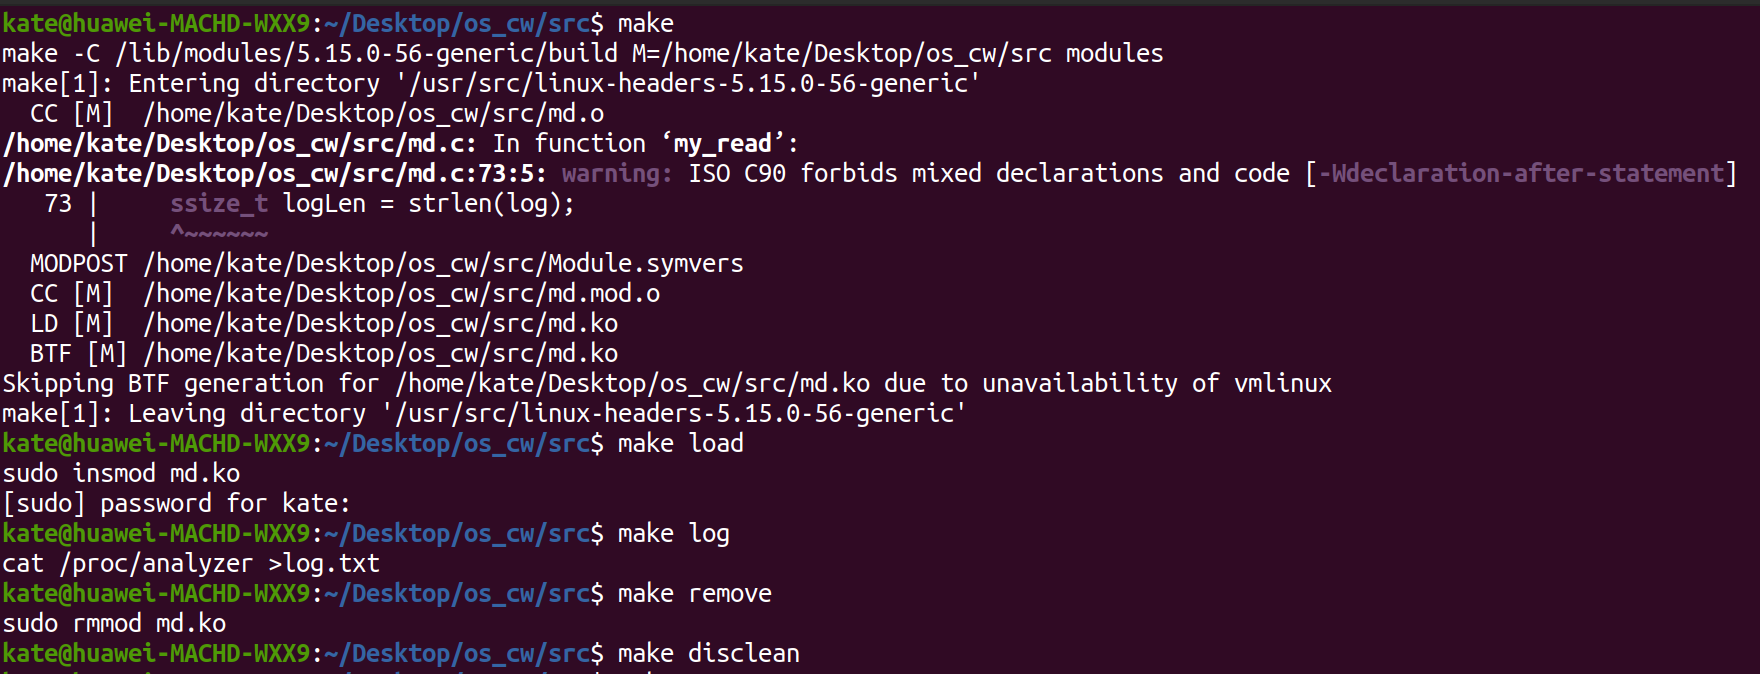 kate@huawei-MACHD-WXX9:~/Desktop/os_cw/src$ make
make -C /lib/modules/5.15.0-56-generic/build M=/home/kate/Desktop/os_cw/src modules
make[1]: Entering directory '/usr/src/linux-headers-5.15.0-56-generic'
  CC [M]  /home/kate/Desktop/os_cw/src/md.o
/home/kate/Desktop/os_cw/src/md.c: In function ‘my_read’:
/home/kate/Desktop/os_cw/src/md.c:73:5: warning: ISO C90 forbids mixed declarations and code [-Wdeclaration-after-statement]
   73 |     ssize_t logLen = strlen(log);
      |     ^~~~~~~
  MODPOST /home/kate/Desktop/os_cw/src/Module.symvers
  CC [M]  /home/kate/Desktop/os_cw/src/md.mod.o
  LD [M]  /home/kate/Desktop/os_cw/src/md.ko
  BTF [M] /home/kate/Desktop/os_cw/src/md.ko
Skipping BTF generation for /home/kate/Desktop/os_cw/src/md.ko due to unavailability of vmlinux
make[1]: Leaving directory '/usr/src/linux-headers-5.15.0-56-generic'
kate@huawei-MACHD-WXX9:~/Desktop/os_cw/src$ make load
sudo insmod md.ko
[sudo] password for kate:
kate@huawei-MACHD-WXX9:~/Desktop/os_cw/src$ make log
cat /proc/analyzer >log.txt
kate@huawei-MACHD-WXX9:~/Desktop/os_cw/src$ make remove
sudo rmmod md.ko
kate@huawei-MACHD-WXX9:~/Desktop/os_cw/src$ make disclean